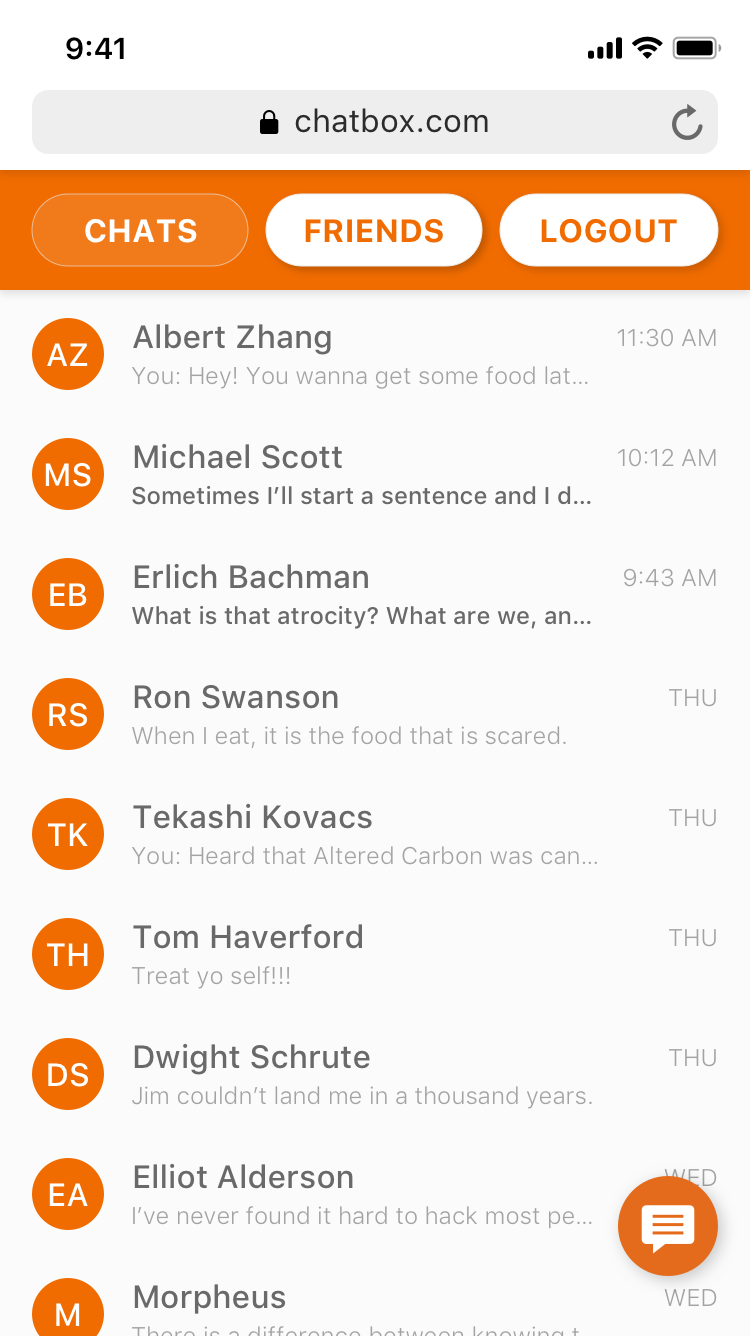 9:41
chatbox.com
CHATS FRIENDS LOGOUT
AZ Albert Zhang 11:30 AM
You: Hey! You wanna get some food lat...
MS Michael Scott 10:12 AM
Sometimes I’ll start a sentence and I d...
EB Erlich Bachman 9:43 AM
What is that atrocity? What are we, an...
RS Ron Swanson THU
When I eat, it is the food that is scared.
TK Tekashi Kovacs THU
You: Heard that Altered Carbon was can...
TH Tom Haverford THU
Treat yo self!!!
DS Dwight Schrute THU
Jim couldn’t land me in a thousand years.
EA Elliot Alderson WED
I’ve never found it hard to hack most pe...
M Morpheus WED
There is a difference between knowing t...